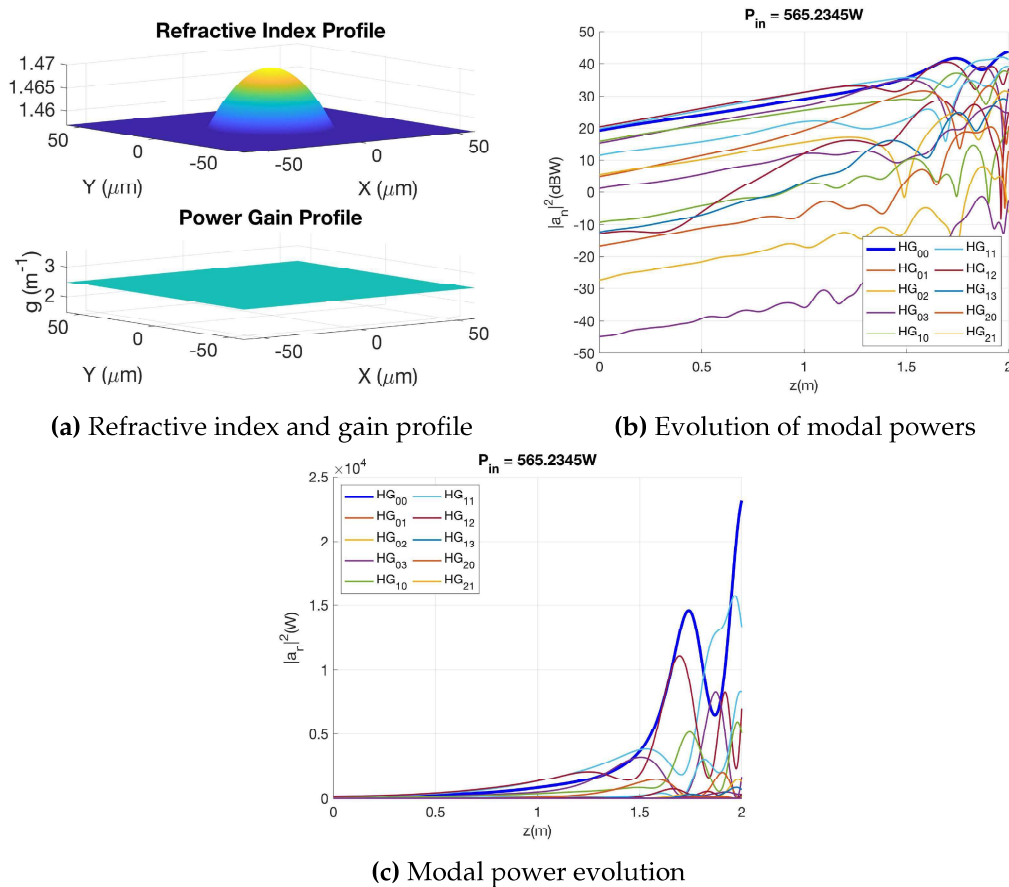 Refractive Index Profile
1.47
1.465
1.46
50
0
-50
Y (μm)
-50
0
50
X (μm)
Power Gain Profile
g (m-1)
3
2
50
0
-50
Y (μm)
-50
0
50
X (μm)
(a) Refractive index and gain profile
Pin = 565.2345W
|an|2(dBW)
50
40
30
20
10
0
-10
-20
-30
-40
-50
0
0.5
1
1.5
2
z(m)
HG00
HG01
HG02
HG03
HG10
HG11
HG12
HG13
HG20
HG21
(b) Evolution of modal powers
Pin = 565.2345W
×104
|ar|2(W)
2.5
2
1.5
1
0.5
0
0
0.5
1
1.5
2
z(m)
HG00
HG01
HG02
HG03
HG10
HG11
HG12
HG13
HG20
HG21
(c) Modal power evolution